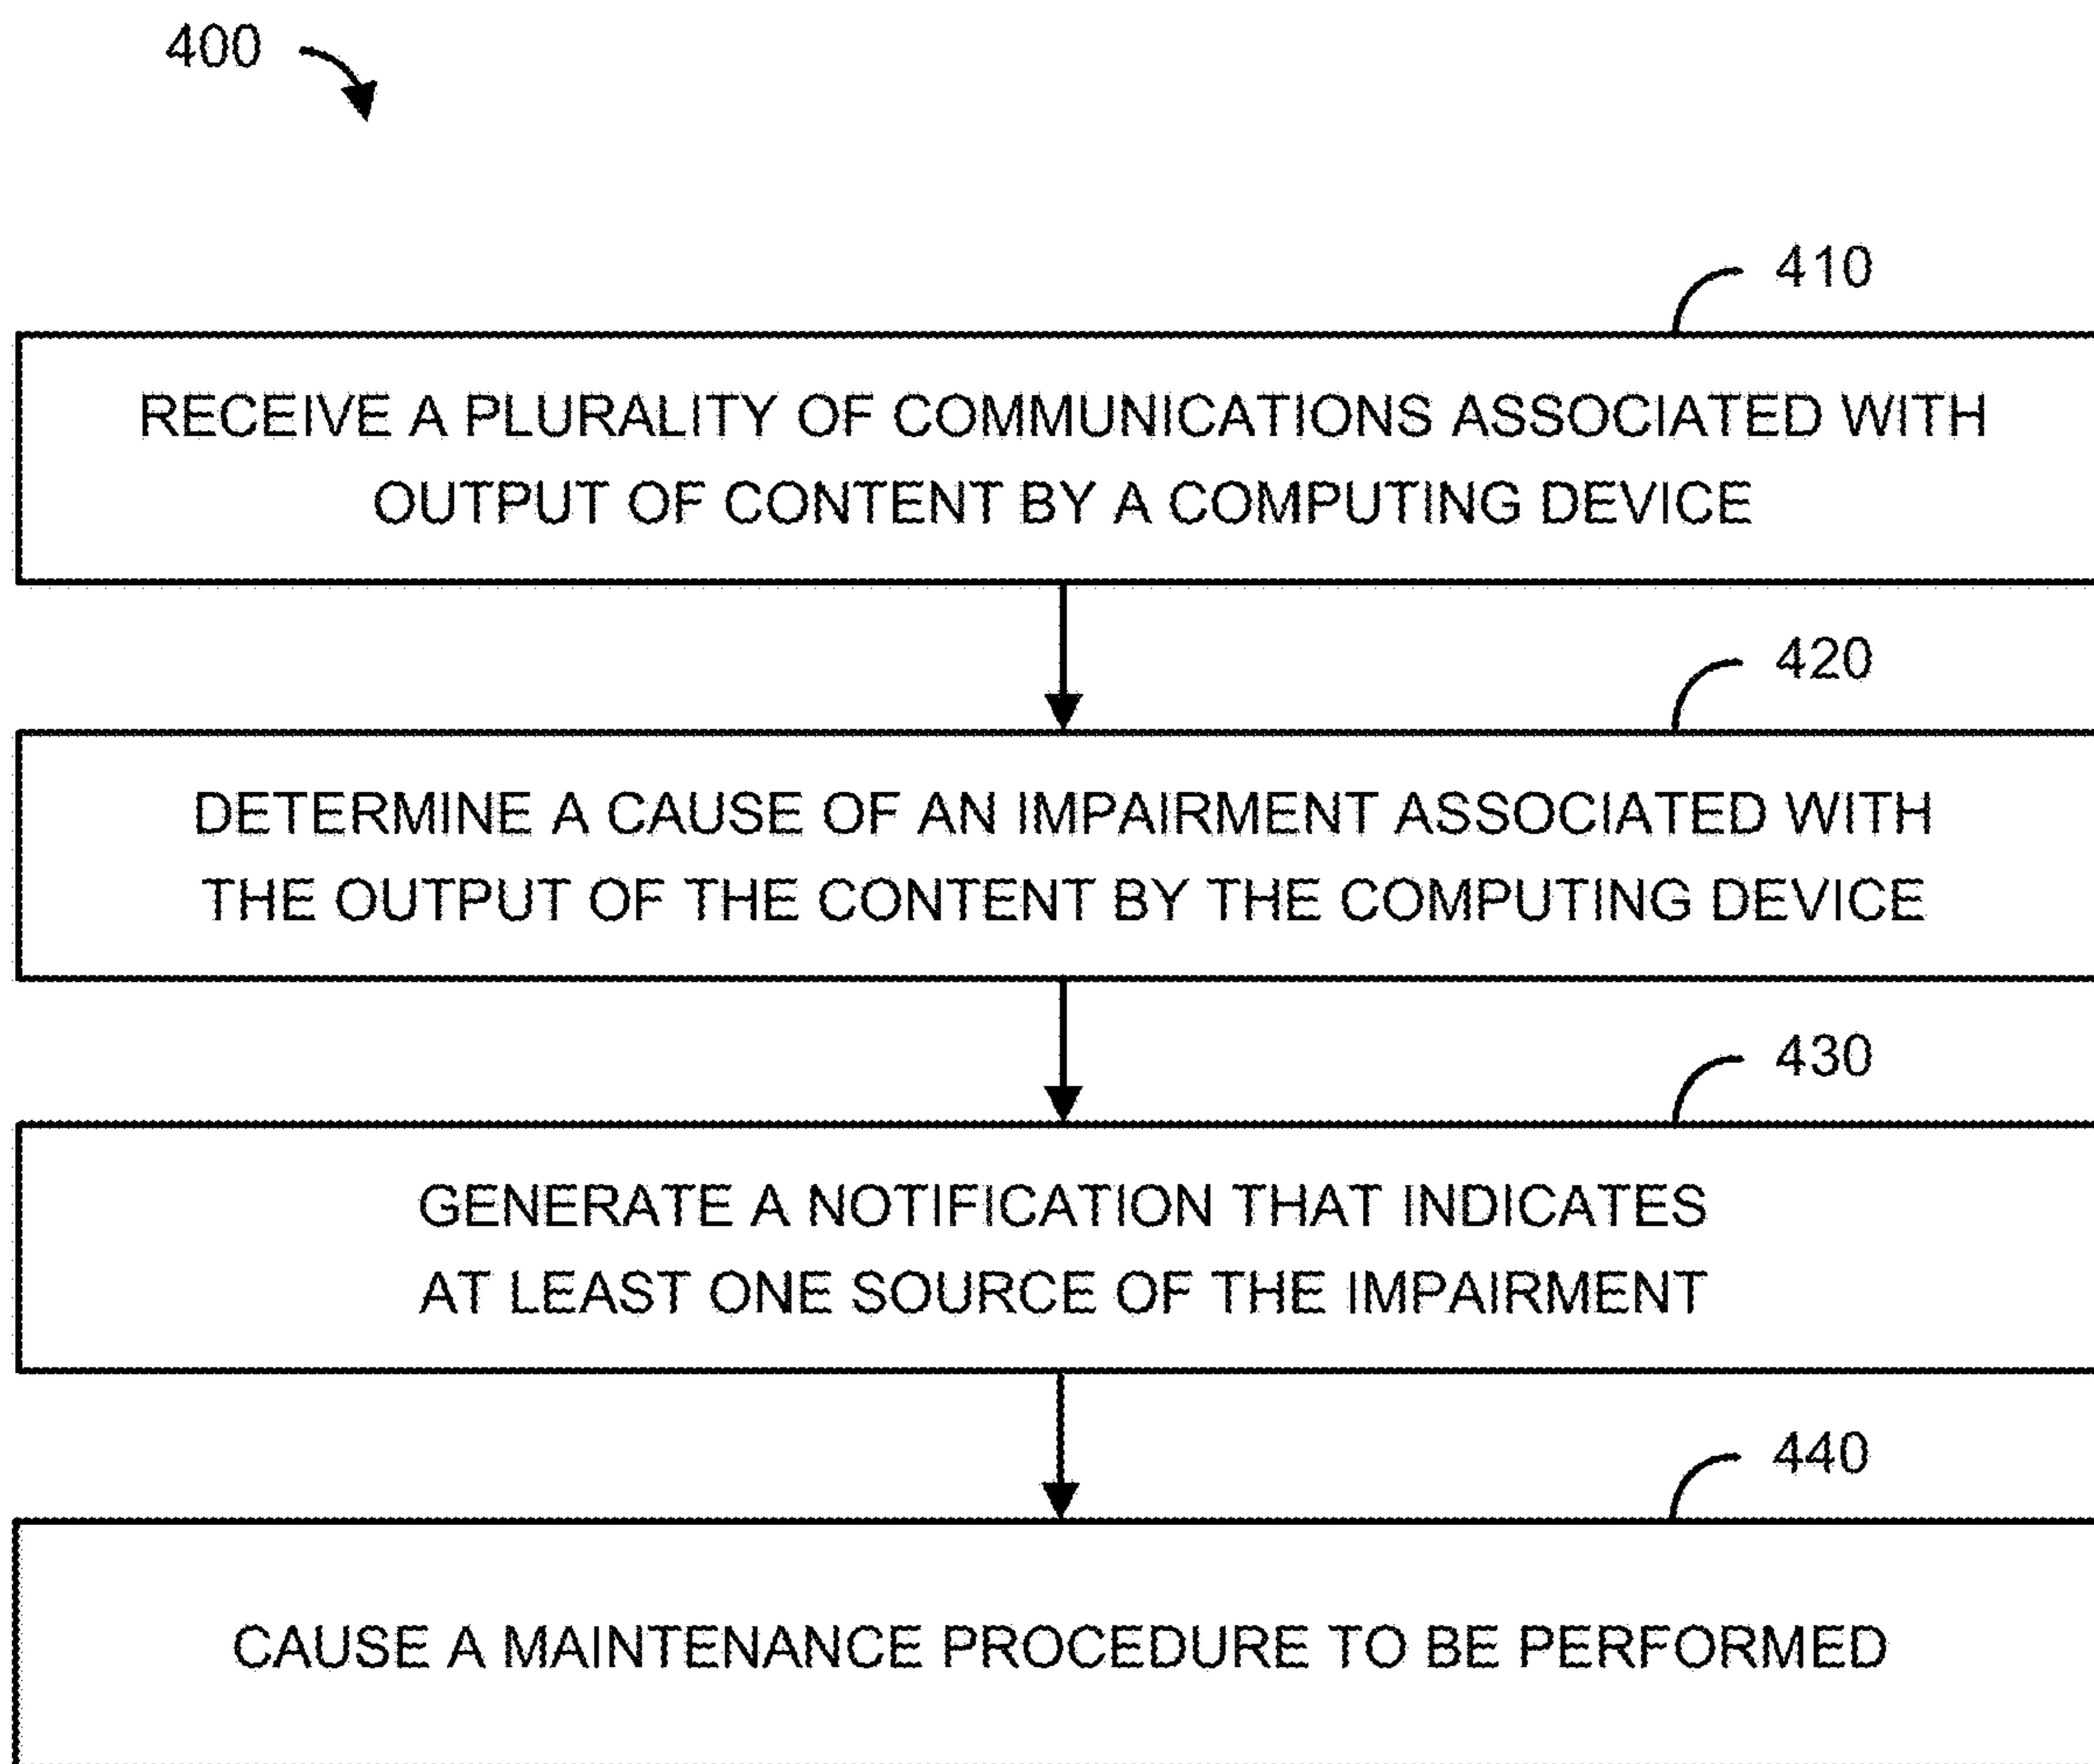 400
410
RECEIVE A PLURALITY OF COMMUNICATIONS ASSOCIATED WITH
OUTPUT OF CONTENT BY A COMPUTING DEVICE
420
DETERMINE A CAUSE OF AN IMPAIRMENT ASSOCIATED WITH
THE OUTPUT OF THE CONTENT BY THE COMPUTING DEVICE
430
GENERATE A NOTIFICATION THAT INDICATES
AT LEAST ONE SOURCE OF THE IMPAIRMENT
440
CAUSE A MAINTENANCE PROCEDURE TO BE PERFORMED